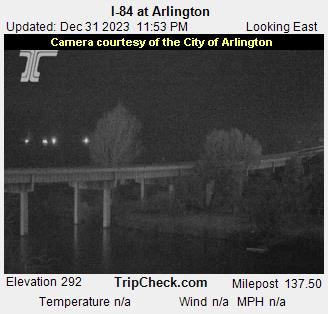 I-84 at Arlington
Updated: Dec 31 2023 11:53 PM Looking East
Camera courtesy of the City of Arlington
Elevation 292 TripCheck.com Milepost 137.50
Temperature n/a Wind n/a MPH n/a